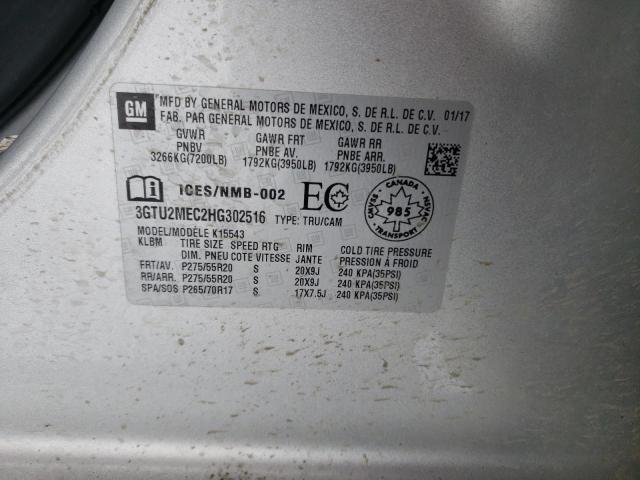 GM
MFD BY GENERAL MOTORS DE MEXICO, S. DE R.L. DE C.V. 01/17
FAB. PAR GENERAL MOTORS DE MEXICO, S. DE R.L. DE C.V.
GVWR GAWR FRT GAWR RR
PNBV PNBE AV. PNBE ARR.
3266KG(7200LB) 1792KG(3950LB) 1792KG(3950LB)
ICES/NMB-002 EC
CANADA
CMVSS 985 NSVAC
3GTU2MEC2HG302516 TYPE: TRU/CAM
MODEL/MODÈLE K15543
KLBM TIRE SIZE SPEED RTG RIM COLD TIRE PRESSURE
DIM. PNEU COTE VITESSE JANTE PRESSION À FROID
FRT/AV. P275/55R20 S 20X9J 240 KPA(35PSI)
RR/ARR. P275/55R20 S 20X9J 240 KPA(35PSI)
SPA/SOS P265/70R17 S 17X7.5J 240 KPA(35PSI)